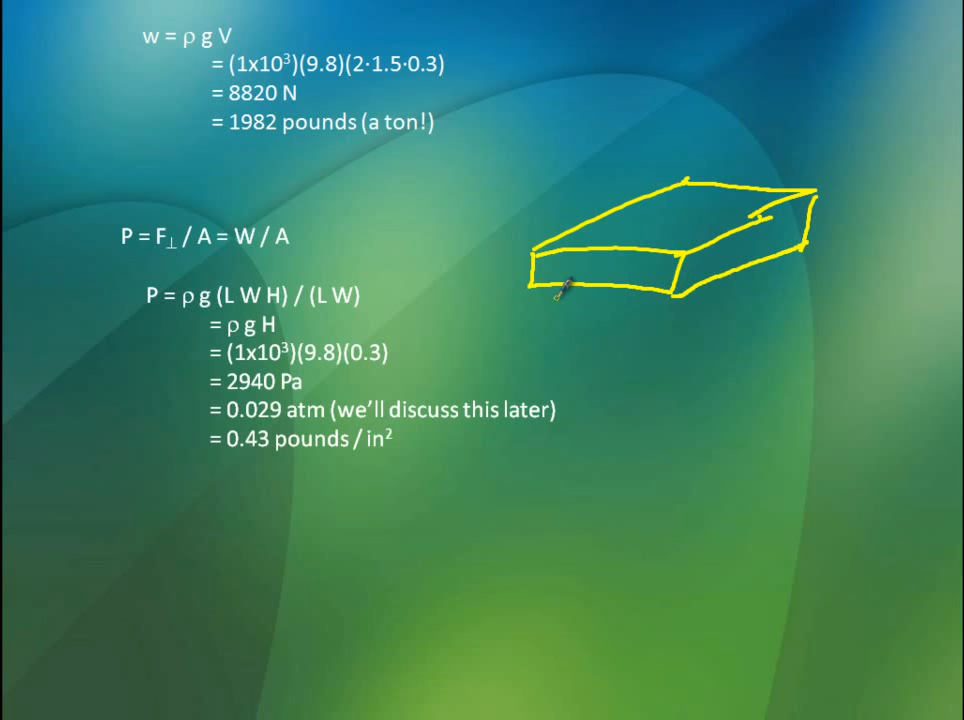 w = ρ g V
= (1x10³)(9.8)(2·1.5·0.3)
= 8820 N
= 1982 pounds (a ton!)
P = F⊥ / A = W / A
P = ρ g (L W H) / (L W)
= ρ g H
= (1x10³)(9.8)(0.3)
= 2940 Pa
= 0.029 atm (we’ll discuss this later)
= 0.43 pounds / in²